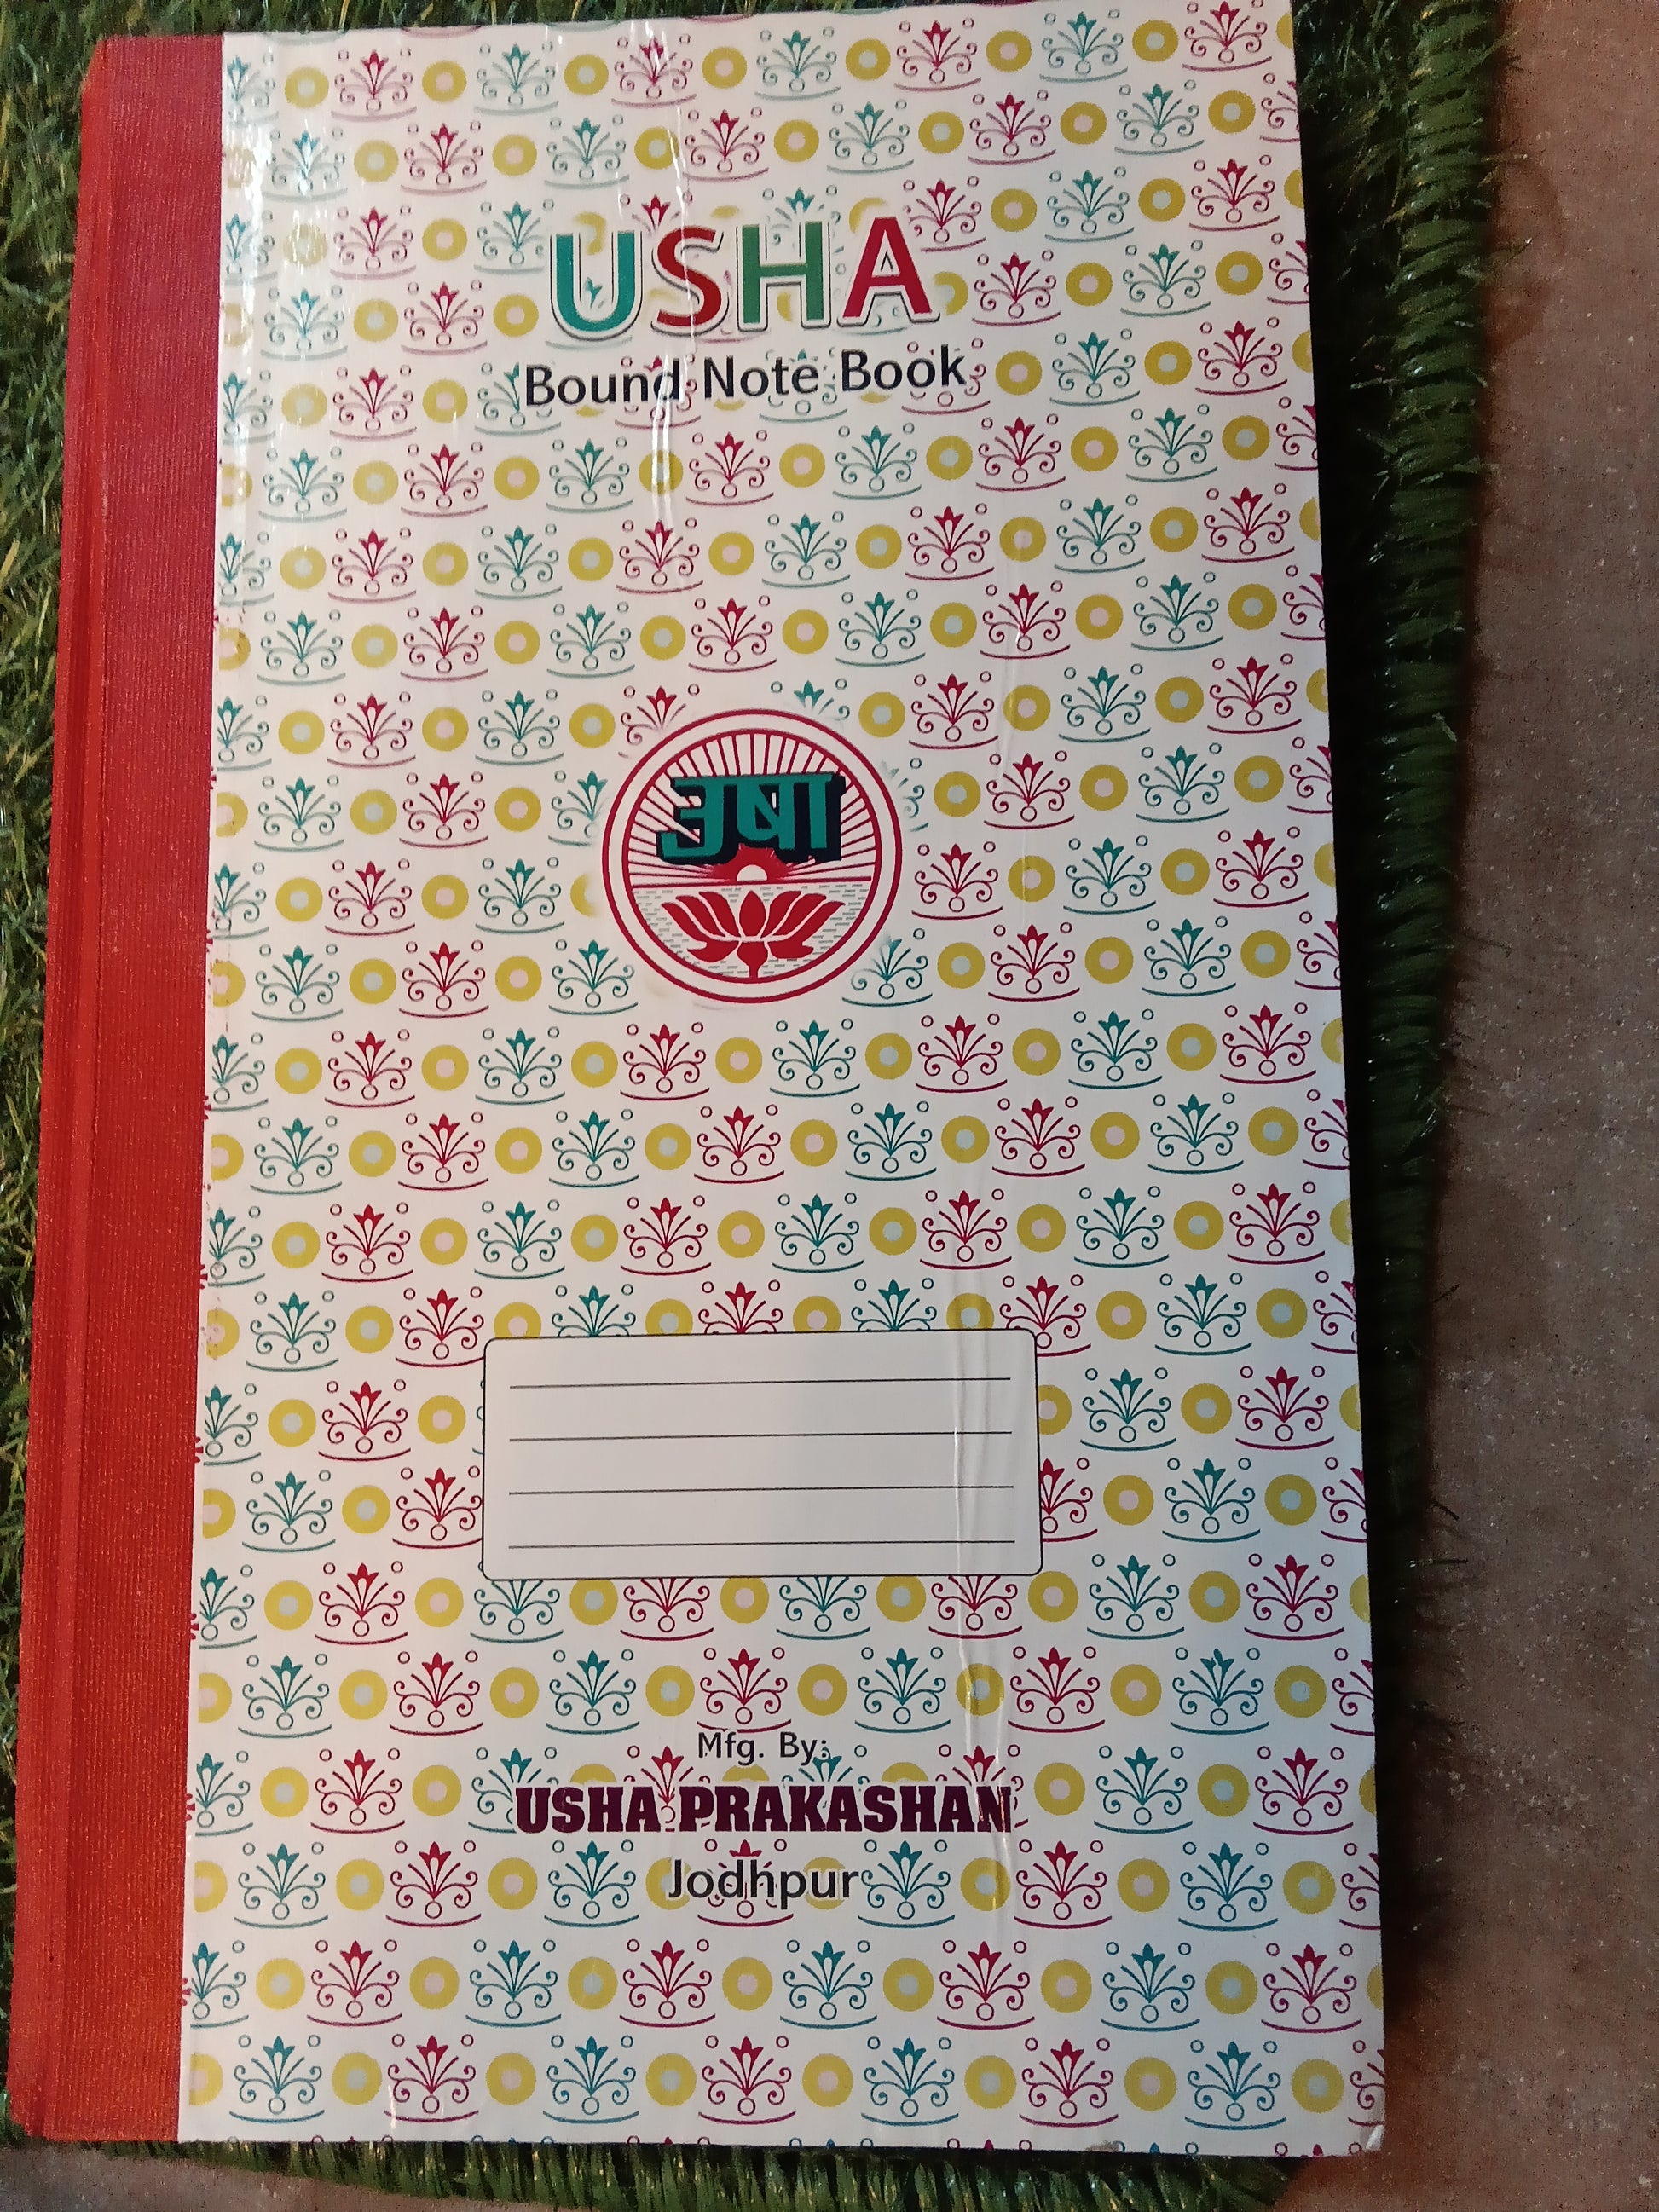 USHA
Bound Note Book
उषा
Mfg. By:
USHA PRAKASHAN
Jodhpur